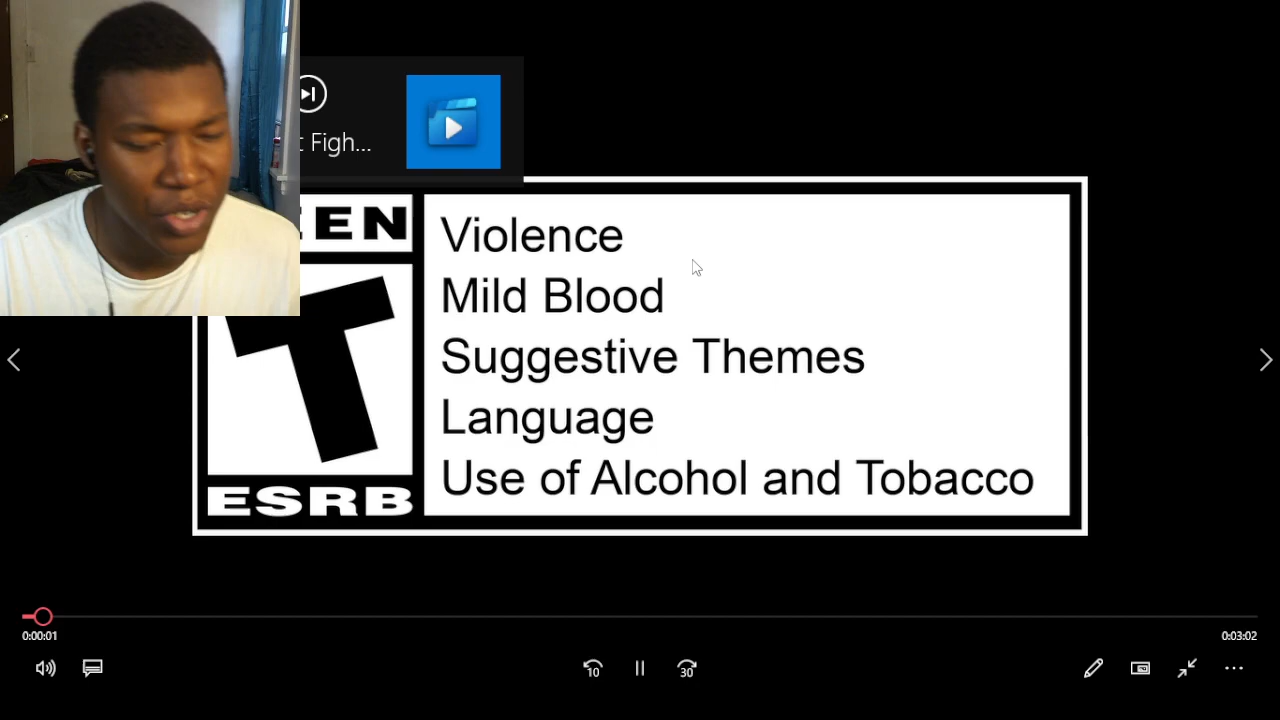 t Figh...
EEN
Violence
Mild Blood
Suggestive Themes
Language
Use of Alcohol and Tobacco
T
ESRB
0:00:01
0:03:02
10
30